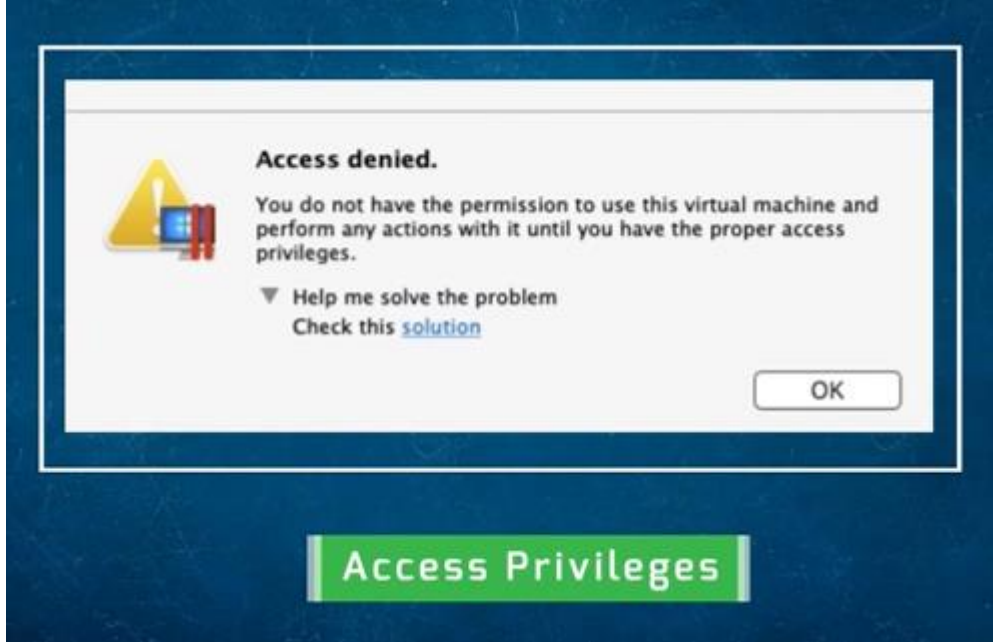 Access denied.
You do not have the permission to use this virtual machine and
perform any actions with it until you have the proper access
privileges.
Help me solve the problem
Check this solution
OK
Access Privileges